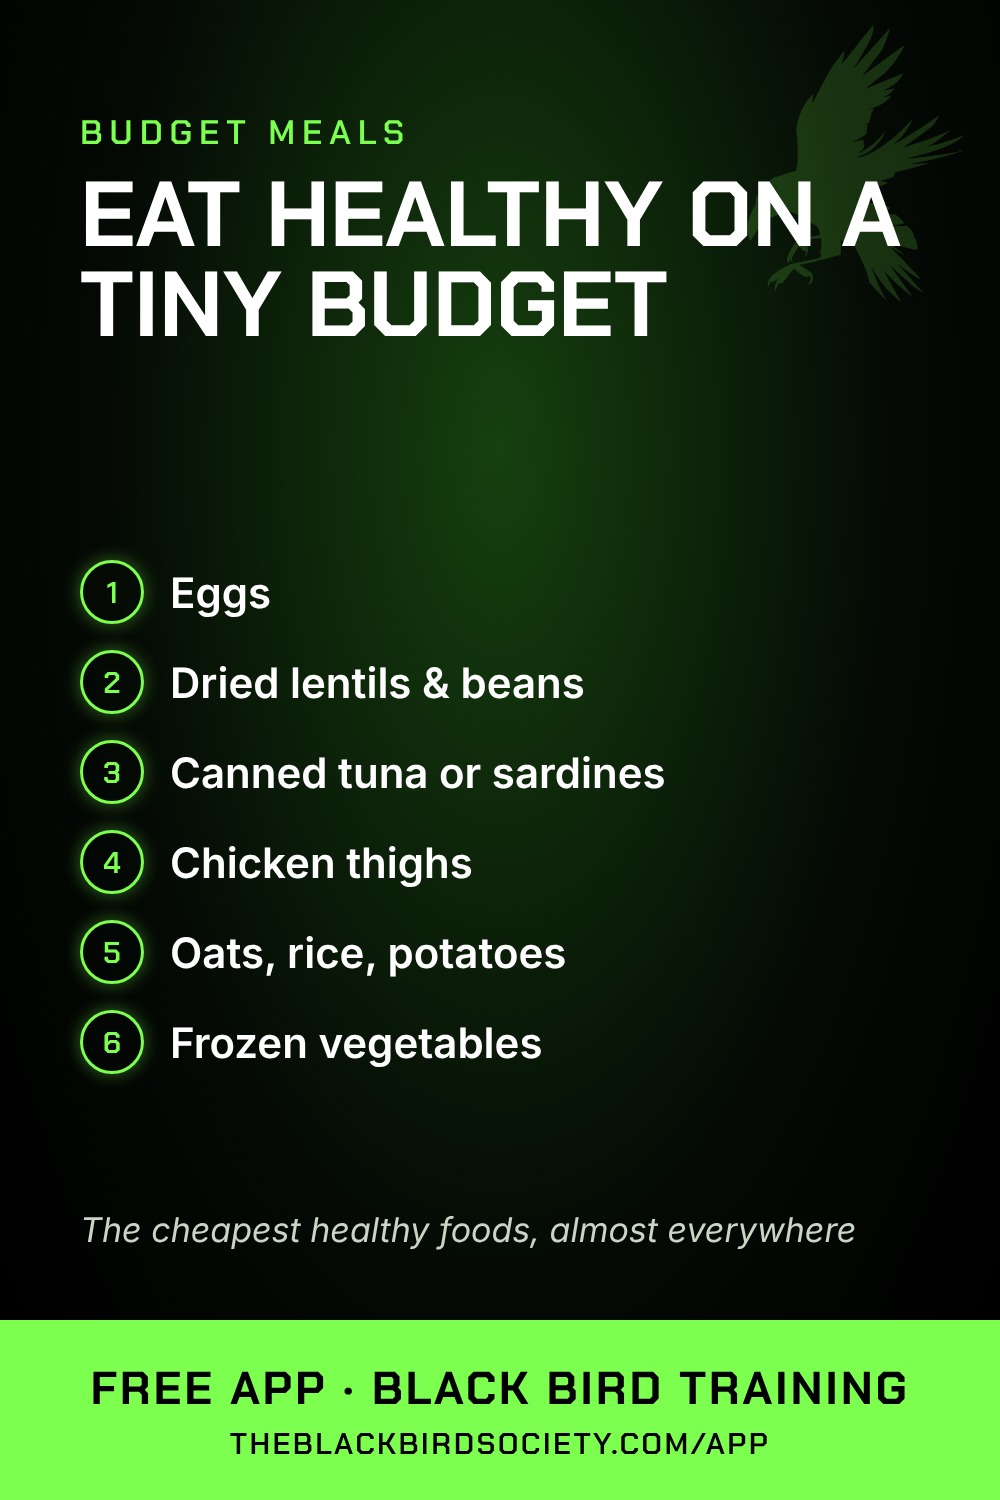 BUDGET MEALS
EAT HEALTHY ON A
TINY BUDGET
1 Eggs
2 Dried lentils & beans
3 Canned tuna or sardines
4 Chicken thighs
5 Oats, rice, potatoes
6 Frozen vegetables
The cheapest healthy foods, almost everywhere
FREE APP · BLACK BIRD TRAINING
THEBLACKBIRDSOCIETY.COM/APP